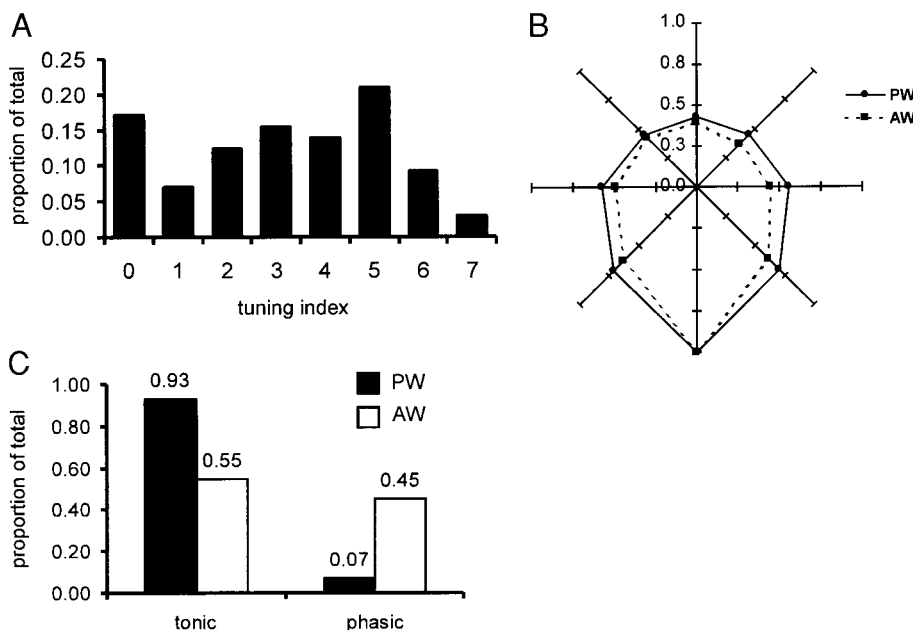 A
proportion of total
0.25
0.20
0.15
0.10
0.05
0.00
0 1 2 3 4 5 6 7
tuning index
B
1.0
0.8
0.5
0.3
0.0
PW
AW
C
proportion of total
1.00
0.80
0.60
0.40
0.20
0.00
0.93
0.55
0.07
0.45
PW
AW
tonic phasic